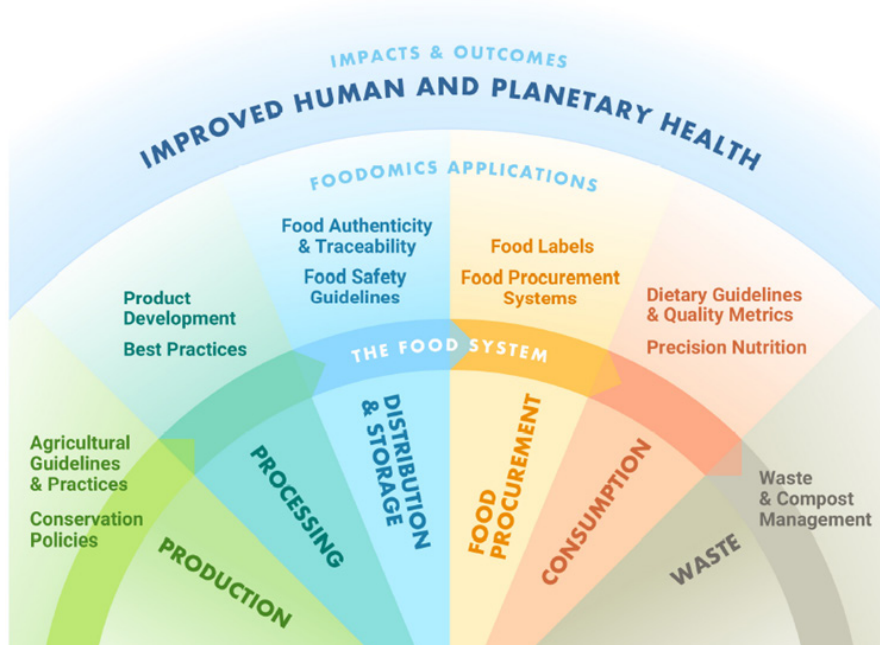 IMPACTS & OUTCOMES
IMPROVED HUMAN AND PLANETARY HEALTH
FOODOMICS APPLICATIONS
Agricultural
Guidelines
& Practices
Conservation
Policies
Product
Development
Best Practices
Food Authenticity
& Traceability
Food Safety
Guidelines
Food Labels
Food Procurement
Systems
Dietary Guidelines
& Quality Metrics
Precision Nutrition
Waste
& Compost
Management
THE FOOD SYSTEM
PRODUCTION
PROCESSING
DISTRIBUTION
& STORAGE
FOOD
PROCUREMENT
CONSUMPTION
WASTE